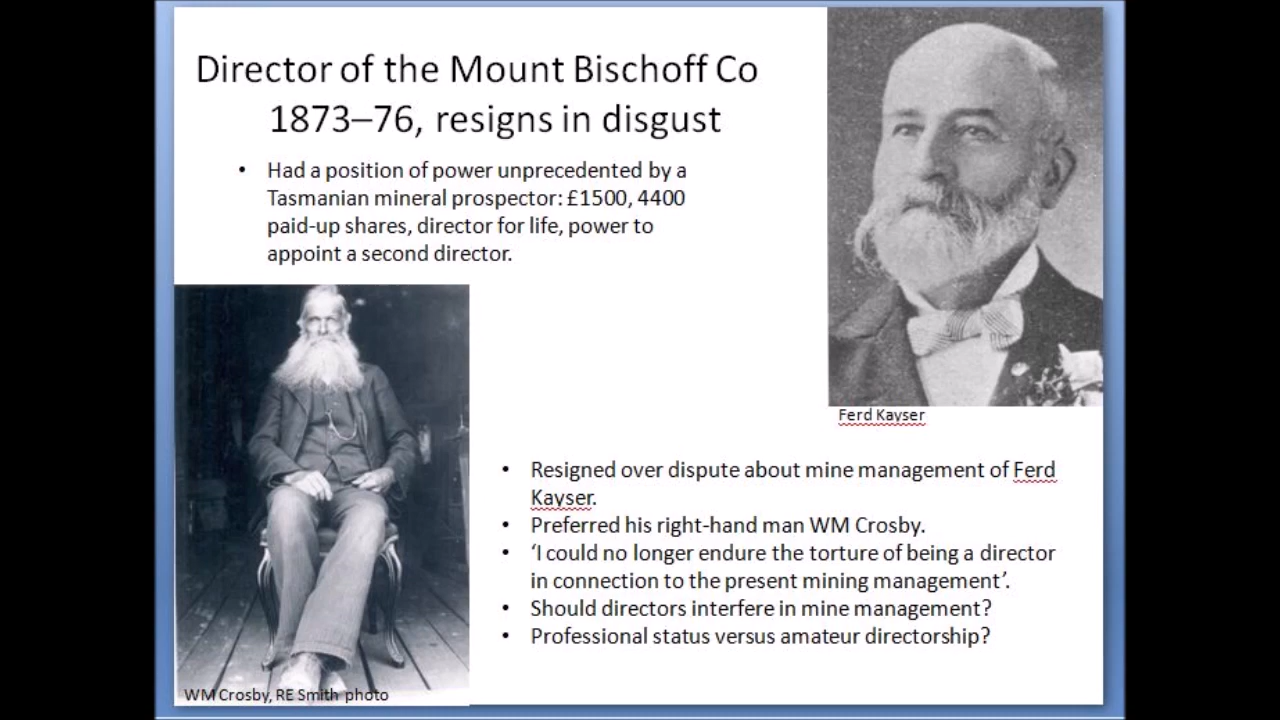 Director of the Mount Bischoff Co
1873–76, resigns in disgust
• Had a position of power unprecedented by a
Tasmanian mineral prospector: £1500, 4400
paid-up shares, director for life, power to
appoint a second director.
Ferd Kayser
• Resigned over dispute about mine management of Ferd
Kayser.
• Preferred his right-hand man WM Crosby.
• ‘I could no longer endure the torture of being a director
in connection to the present mining management’.
• Should directors interfere in mine management?
• Professional status versus amateur directorship?
WM Crosby, RE Smith photo